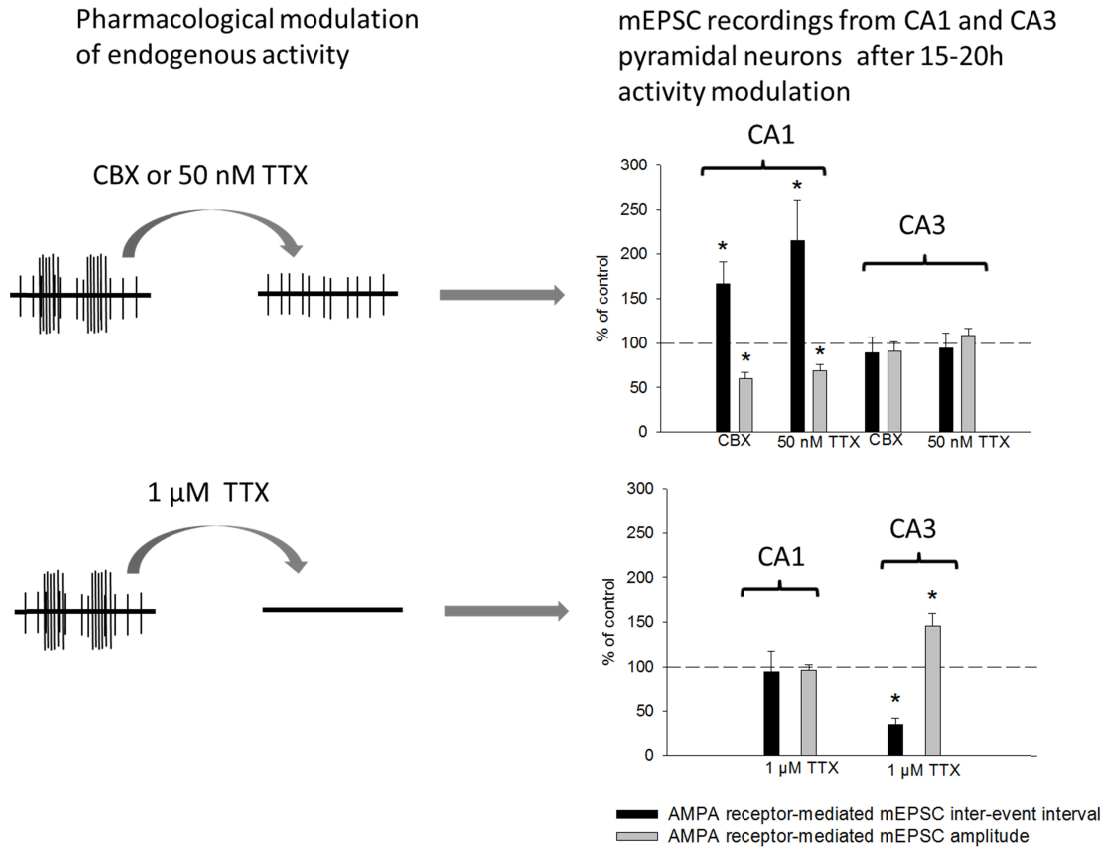 Pharmacological modulation
of endogenous activity
mEPSC recordings from CA1 and CA3
pyramidal neurons after 15-20h
activity modulation
CBX or 50 nM TTX
CA1
CA3
% of control
300
250
200
150
100
50
0
*
*
*
*
CBX
50 nM TTX
CBX
50 nM TTX
1 µM TTX
CA1
CA3
% of control
300
250
200
150
100
50
0
*
*
1 µM TTX
1 µM TTX
AMPA receptor-mediated mEPSC inter-event interval
AMPA receptor-mediated mEPSC amplitude